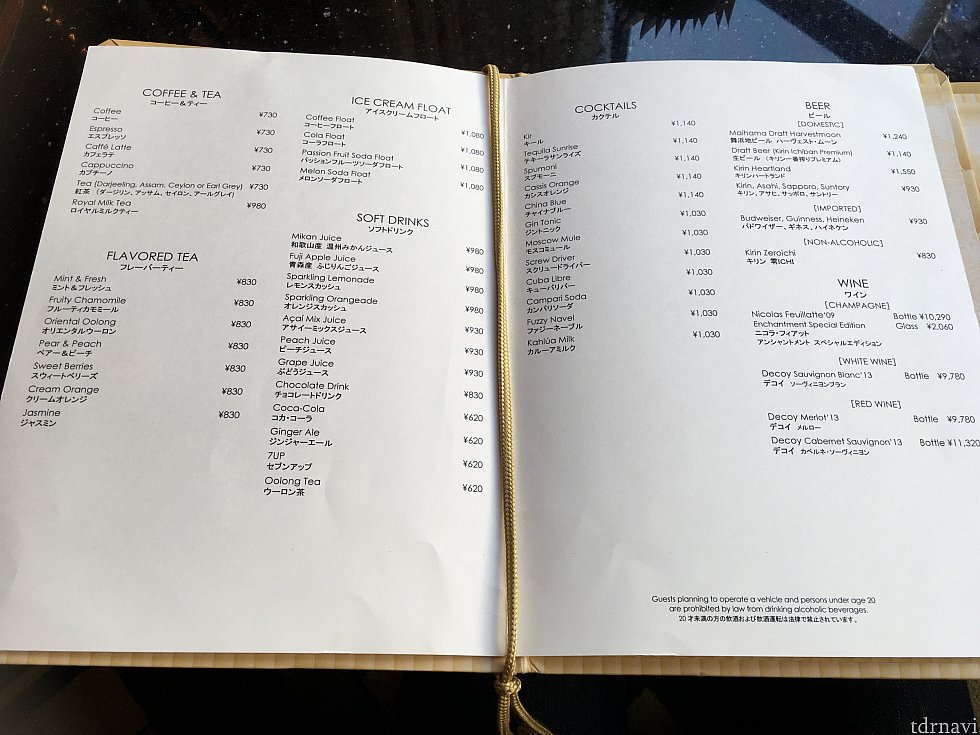 COFFEE & TEA
コーヒー＆ティー
Coffee ¥730
コーヒー
Espresso ¥730
エスプレッソ
Caffé Latte ¥730
カフェラテ
Cappuccino ¥730
カプチーノ
Tea (Darjeeling, Assam, Ceylon or Earl Grey) ¥730
紅茶 （ダージリン、アッサム、セイロン、アールグレイ）
Royal Milk Tea ¥980
ロイヤルミルクティー
FLAVORED TEA
フレーバーティー
Mint & Fresh ¥830
ミント＆フレッシュ
Fruity Chamomile ¥830
フルーティカモミール
Oriental Oolong ¥830
オリエンタルウーロン
Pear & Peach ¥830
ペアー＆ピーチ
Sweet Berries ¥830
スウィートベリーズ
Cream Orange ¥830
クリームオレンジ
Jasmine ¥830
ジャスミン
ICE CREAM FLOAT
アイスクリームフロート
Coffee Float ¥1,080
コーヒーフロート
Cola Float ¥1,080
コーラフロート
Passion Fruit Soda Float ¥1,080
パッションフルーツソーダフロート
Melon Soda Float ¥1,080
メロンソーダフロート
SOFT DRINKS
ソフトドリンク
Mikan Juice ¥980
和歌山産 温州みかんジュース
Fuji Apple Juice ¥980
青森産 ふじりんごジュース
Sparkling Lemonade ¥980
レモンスカッシュ
Sparkling Orangeade ¥980
オレンジスカッシュ
Açaí Mix Juice ¥930
アサイーミックスジュース
Peach Juice ¥930
ピーチジュース
Grape Juice ¥930
ぶどうジュース
Chocolate Drink ¥830
チョコレートドリンク
Coca-Cola ¥620
コカ・コーラ
Ginger Ale ¥620
ジンジャーエール
7UP ¥620
セブンアップ
Oolong Tea ¥620
ウーロン茶
COCKTAILS
カクテル
Kir ¥1,140
キール
Tequila Sunrise ¥1,140
テキーラサンライズ
Spumoni ¥1,140
スプモーニ
Cassis Orange ¥1,140
カシスオレンジ
China Blue ¥1,140
チャイナブルー
Gin Tonic ¥1,030
ジントニック
Moscow Mule ¥1,030
モスコミュール
Screw Driver ¥1,030
スクリュードライバー
Cuba Libre ¥1,030
キューバリバー
Campari Soda ¥1,030
カンパリソーダ
Fuzzy Navel ¥1,030
ファジーネーブル
Kahlúa Milk ¥1,030
カルーアミルク
BEER
ビール
[DOMESTIC]
Maihama Draft Harvestmoon ¥1,240
舞浜地ビール ハーヴェスト・ムーン
Draft Beer (Kirin Ichiban Premium) ¥1,140
生ビール （キリン一番搾りプレミアム）
Kirin Heartland ¥1,550
キリンハートランド
Kirin, Asahi, Sapporo, Suntory ¥930
キリン、アサヒ、サッポロ、サントリー
[IMPORTED]
Budweiser, Guinness, Heineken ¥930
バドワイザー、ギネス、ハイネケン
[NON-ALCOHOLIC]
Kirin Zeroichi ¥830
キリン 零ICHI
WINE
ワイン
[CHAMPAGNE]
Nicolas Feuillatte'09 Bottle ¥10,290
Enchantment Special Edition Glass ¥2,060
ニコラ・フィアット
アンシャントメント スペシャルエディション
[WHITE WINE]
Decoy Sauvignon Blanc'13 Bottle ¥9,780
デコイ ソーヴィニヨンブラン
[RED WINE]
Decoy Merlot'13 Bottle ¥9,780
デコイ メルロー
Decoy Cabernet Sauvignon'13 Bottle ¥11,320
デコイ カベルネ・ソーヴィニヨン
Guests planning to operate a vehicle and persons under age 20
are prohibited by law from drinking alcoholic beverages.
20才未満の方の飲酒および飲酒運転は法律で禁止されています。
tdrnavi